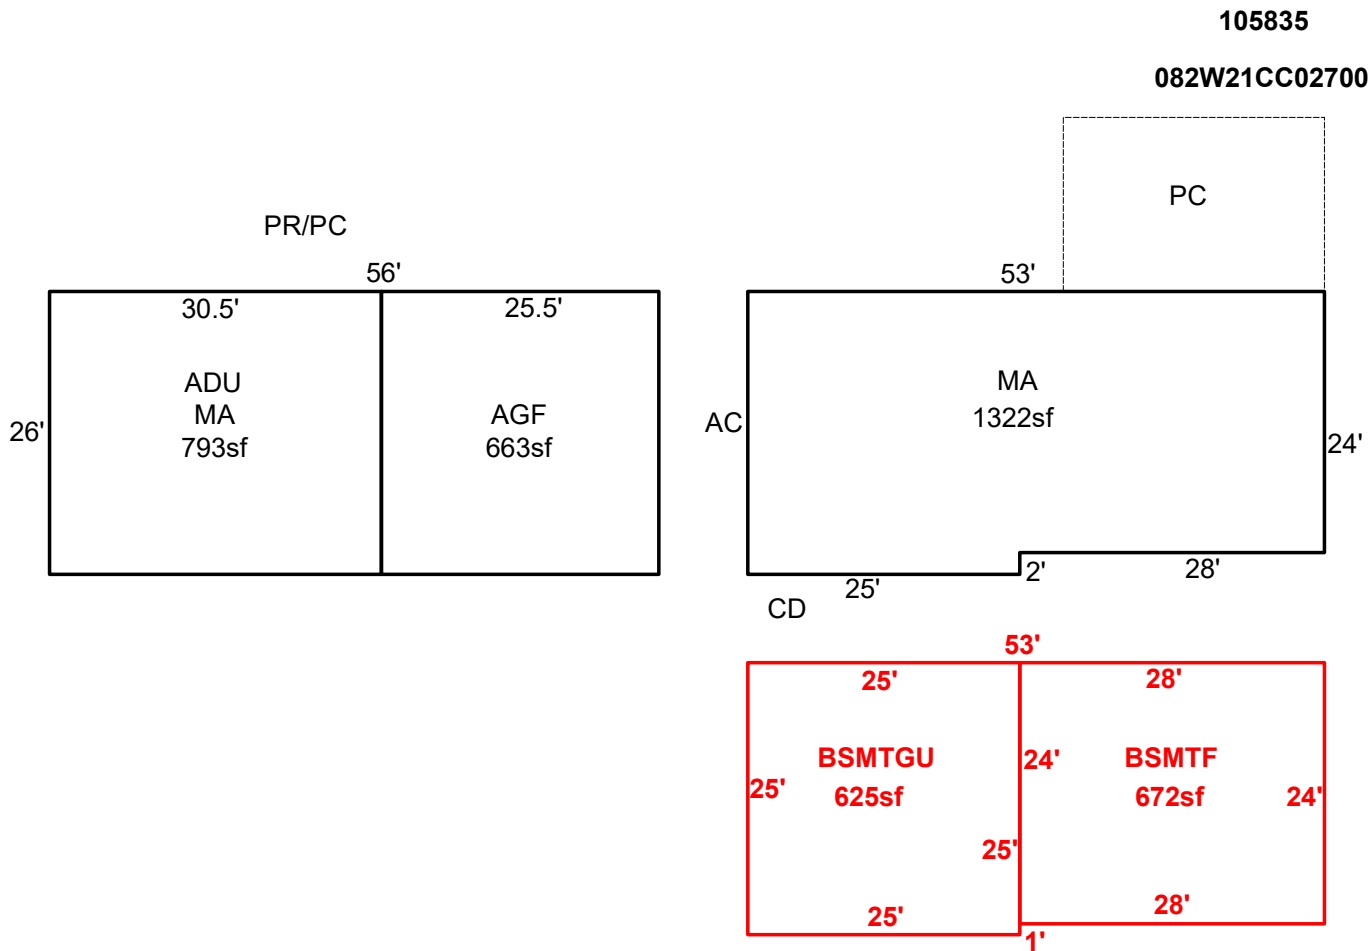 105835
082W21CC02700
PC
PR/PC
56'
53'
30.5'
25.5'
ADU
MA
793sf
AGF
663sf
26'
AC
MA
1322sf
24'
2'
28'
25'
CD
53'
25'
28'
BSMTGU
625sf
24'
BSMTF
672sf
25'
24'
25'
25'
28'
1'